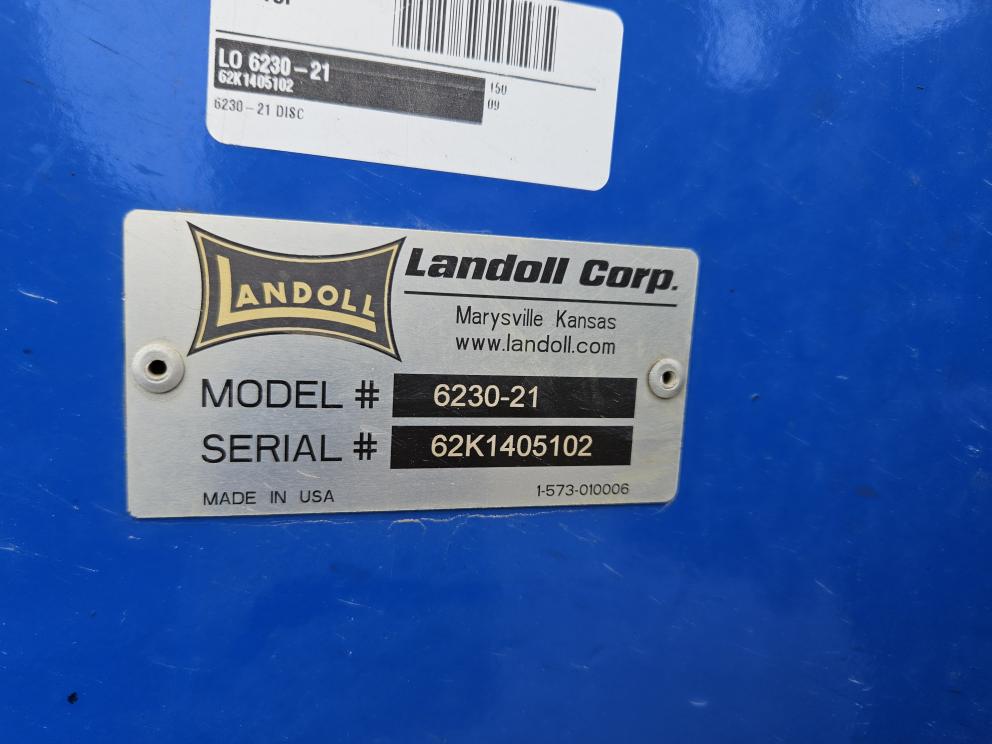 LO 6230-21
62K1405102
150
09
6230-21 DISC
LANDOLL
Landoll Corp.
Marysville Kansas
www.landoll.com
MODEL # 6230-21
SERIAL # 62K1405102
MADE IN USA
1-573-010006